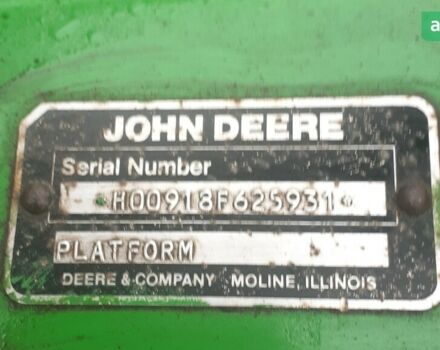 a
JOHN DEERE
Serial Number
*H00918F625931*
PLATFORM
DEERE & COMPANY MOLINE, ILLINOIS